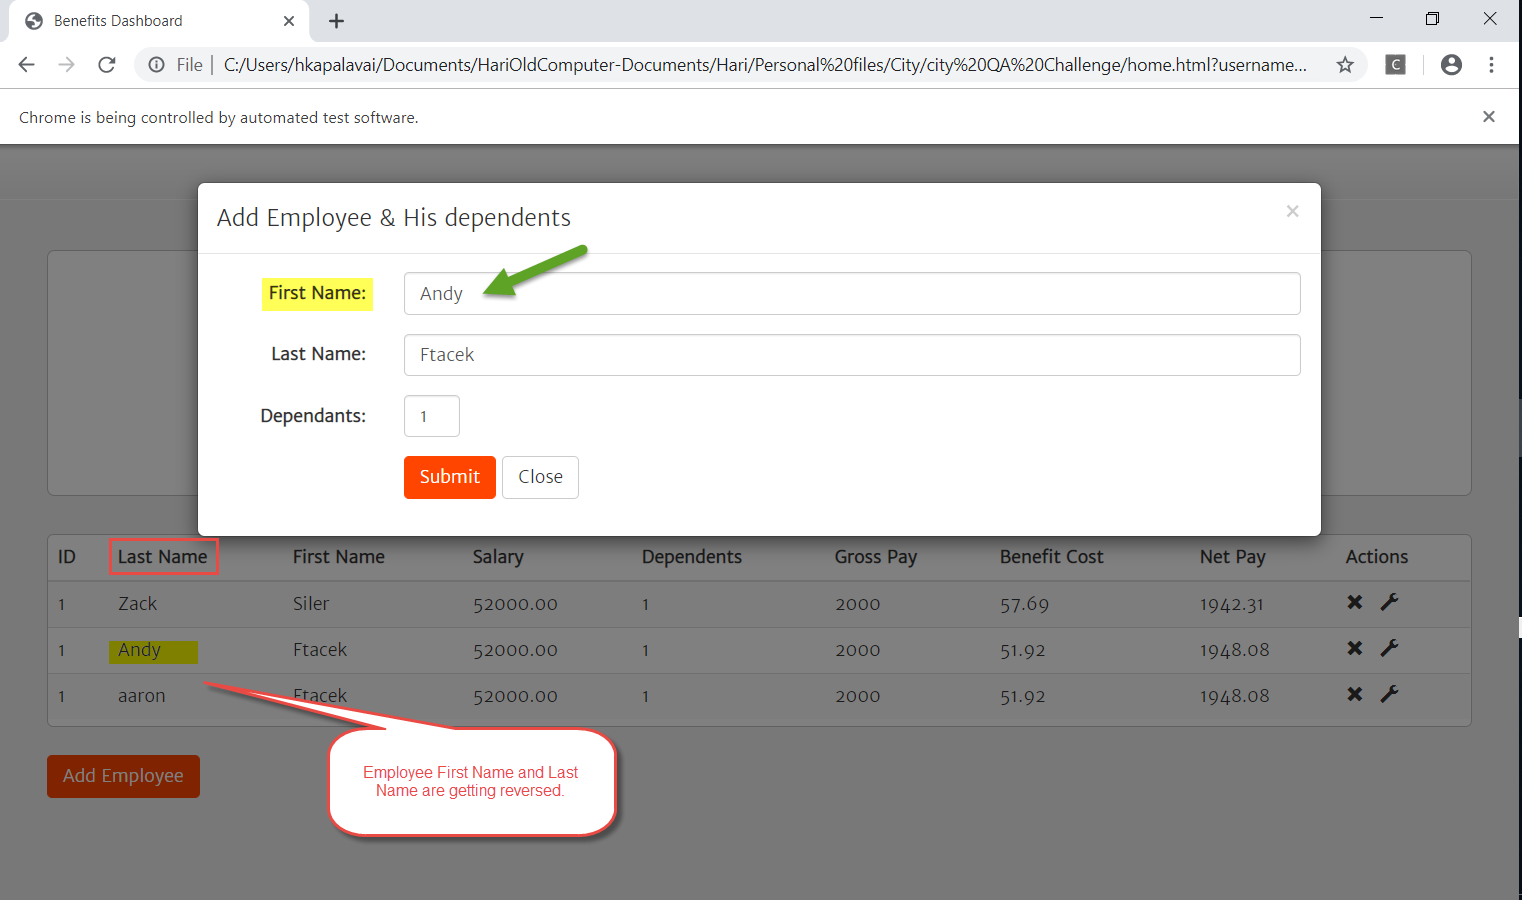 Benefits Dashboard
File | C:/Users/hkapalavai/Documents/HariOldComputer-Documents/Hari/Personal%20files/City/city%20QA%20Challenge/home.html?username...
C
Chrome is being controlled by automated test software.
Add Employee & His dependents
First Name: Andy
Last Name: Ftacek
Dependants: 1
Submit Close
ID Last Name First Name Salary Dependents Gross Pay Benefit Cost Net Pay Actions
1 Zack Siler 52000.00 1 2000 57.69 1942.31
1 Andy Ftacek 52000.00 1 2000 51.92 1948.08
1 aaron Ftacek 52000.00 1 2000 51.92 1948.08
Add Employee
Employee First Name and Last
Name are getting reversed.